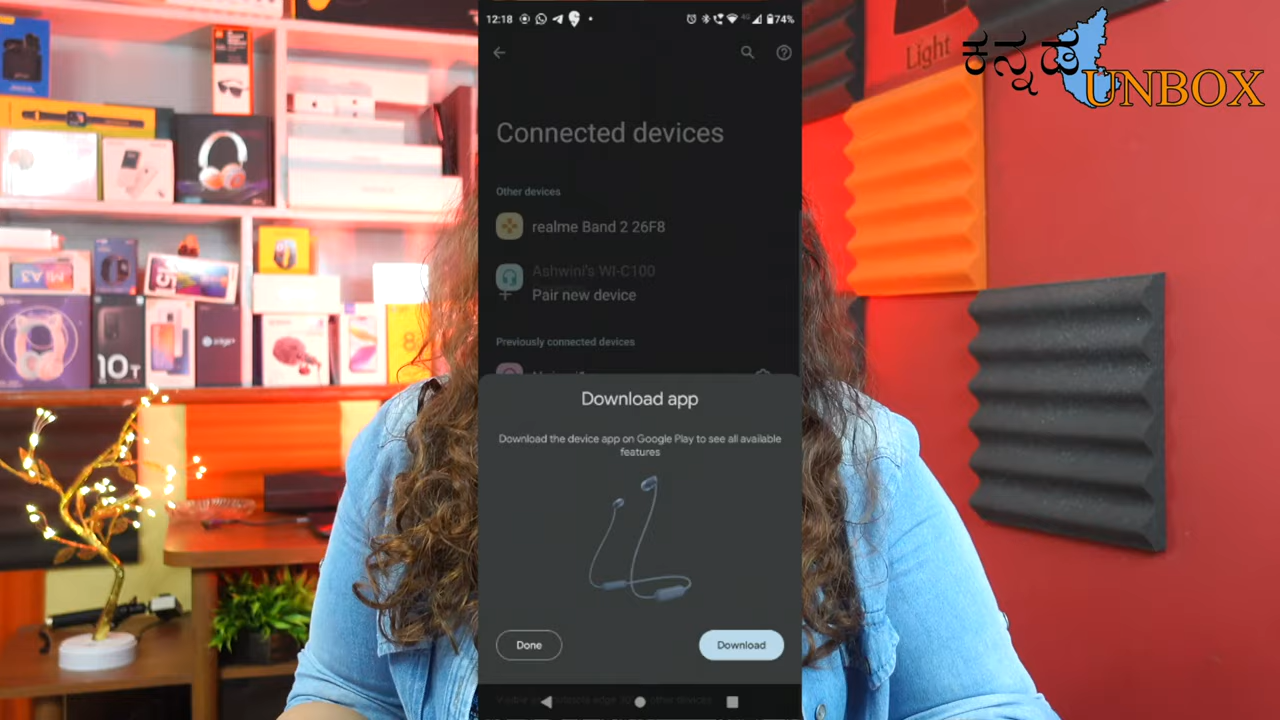 12:18
74%
Light
ಕನ್ನಡ
UNBOX
Connected devices
Other devices
realme Band 2 26F8
Ashwini's WI-C100
Pair new device
Previously connected devices
Download app
Download the device app on Google Play to see all available
features
Done
Download
10T